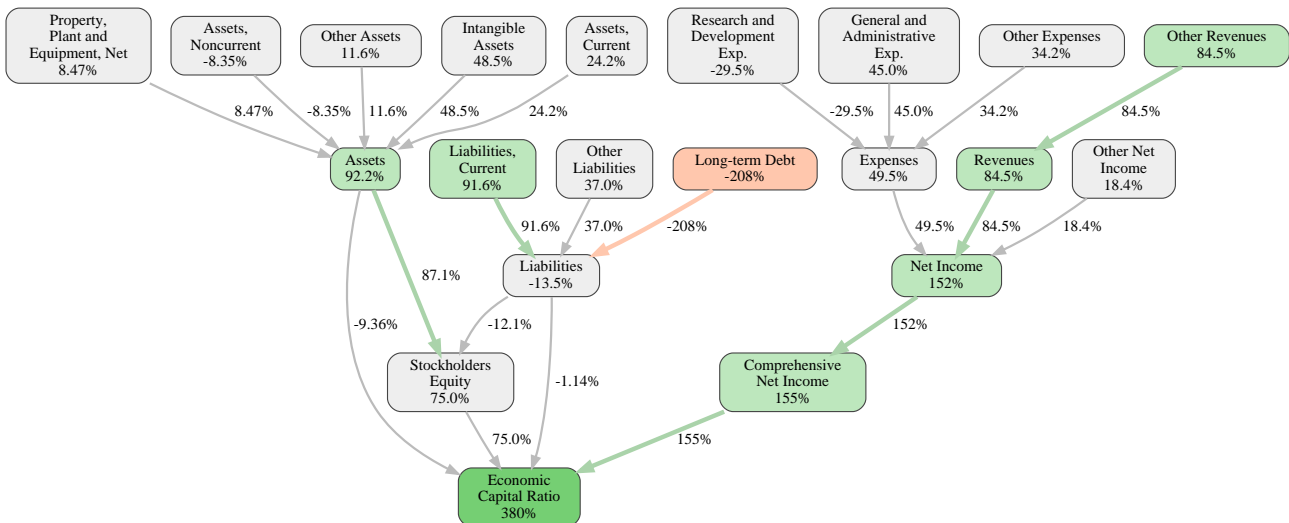 Property,
Plant and
Equipment, Net
8.47%
Assets,
Noncurrent
-8.35%
Other Assets
11.6%
Intangible
Assets
48.5%
Assets,
Current
24.2%
Research and
Development
Exp.
-29.5%
General and
Administrative
Exp.
45.0%
Other Expenses
34.2%
Other Revenues
84.5%
8.47%
-8.35%
11.6%
48.5%
24.2%
-29.5%
45.0%
34.2%
84.5%
Assets
92.2%
Liabilities,
Current
91.6%
Other
Liabilities
37.0%
Long-term Debt
-208%
Expenses
49.5%
Revenues
84.5%
Other Net
Income
18.4%
91.6%
37.0%
-208%
49.5%
84.5%
18.4%
87.1%
Liabilities
-13.5%
Net Income
152%
-9.36%
-12.1%
152%
Stockholders
Equity
75.0%
-1.14%
Comprehensive
Net Income
155%
75.0%
155%
Economic
Capital Ratio
380%